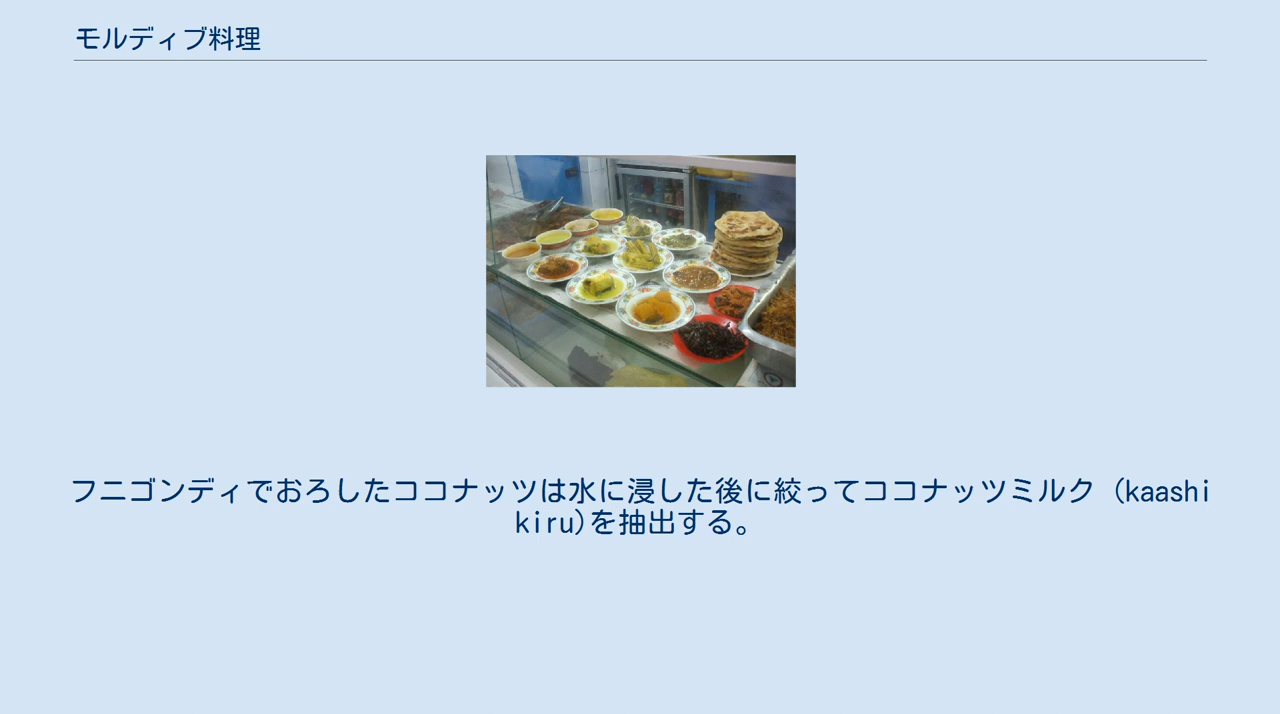 モルディブ料理
フニゴンディでおろしたココナッツは水に浸した後に絞ってココナッツミルク (kaashi
kiru)を抽出する。